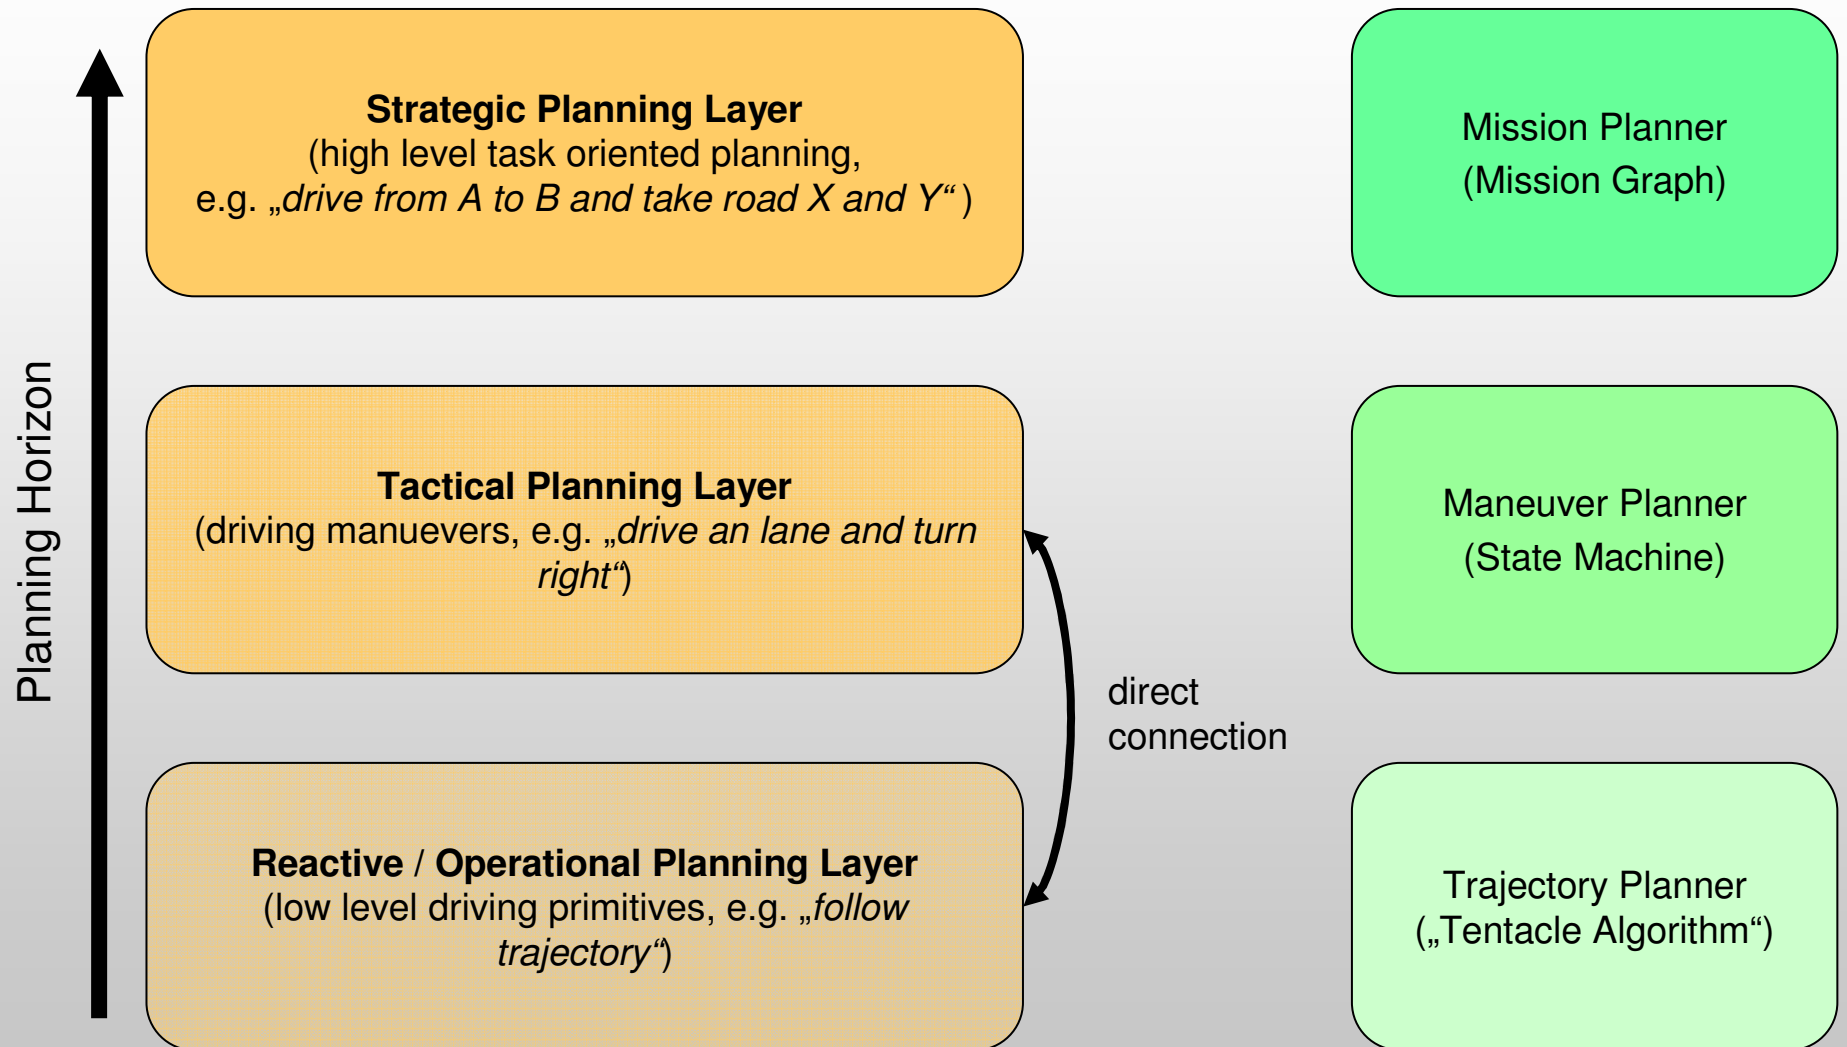 Planning Horizon
Strategic Planning Layer
(high level task oriented planning,
e.g. „drive from A to B and take road X and Y“ )
Mission Planner
(Mission Graph)
Tactical Planning Layer
(driving manuevers, e.g. „drive an lane and turn
right“)
Maneuver Planner
(State Machine)
direct
connection
Reactive / Operational Planning Layer
(low level driving primitives, e.g. „follow
trajectory“)
Trajectory Planner
(„Tentacle Algorithm“)